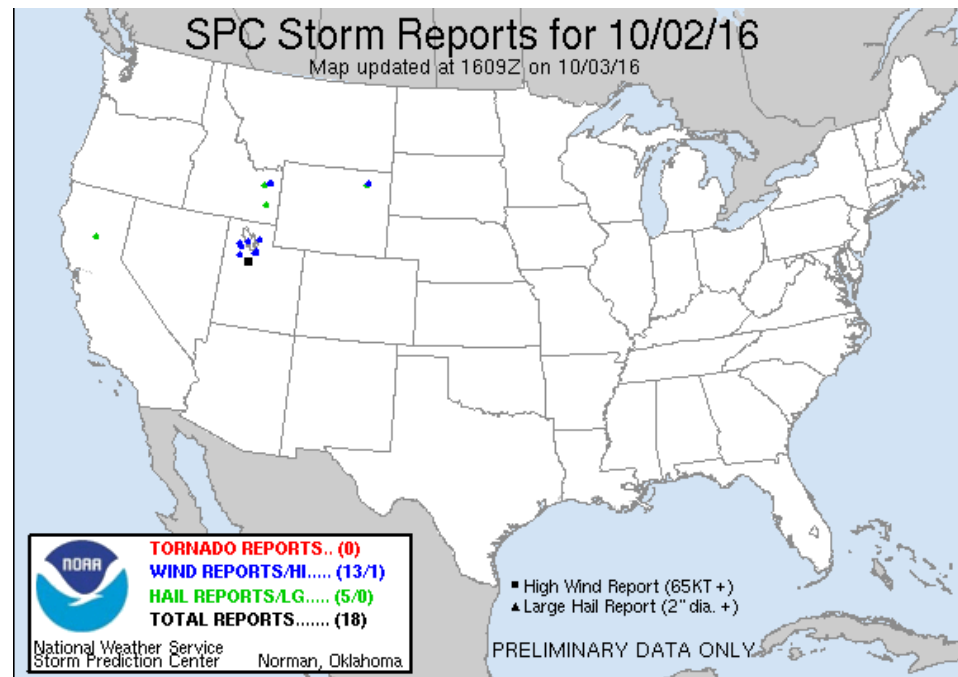 SPC Storm Reports for 10/02/16
Map updated at 1609Z on 10/03/16
NOAA
TORNADO REPORTS.. (0)
WIND REPORTS/HI..... (13/1)
HAIL REPORTS/LG..... (5/0)
TOTAL REPORTS....... (18)
National Weather Service
Storm Prediction Center Norman, Oklahoma
High Wind Report (65KT +)
Large Hail Report (2" dia. +)
PRELIMINARY DATA ONLY